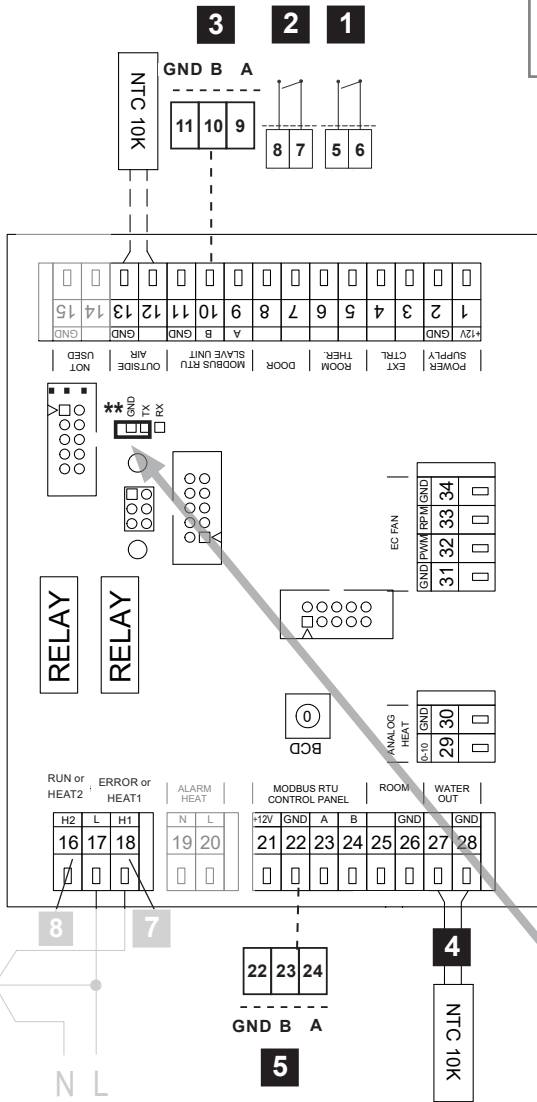 3 2 1
GND B A
NTC 10K
11 10 9
8 7
5 6
15 14 13 12 11 10 9 8 7 6 5 4 3 2 1
GND GND GND B A GND +12V
NOT USED
OUTSIDE AIR
MODBUS RTU SLAVE UNIT
DOOR
ROOM THER.
EXT CTRL
POWER SUPPLY
**
GND
TX
RX
EC FAN
GND PWM RPM GND
31 32 33 34
RELAY
RELAY
0
BCD
ANALOG HEAT
0-10 GND
29 30
RUN or HEAT2
ERROR or HEAT1
ALARM HEAT
MODBUS RTU CONTROL PANEL
ROOM
WATER OUT
H2 L H1 N L +12V GND A B GND GND
16 17 18 19 20 21 22 23 24 25 26 27 28
8 7
4
22 23 24
GND B A
5
NTC 10K
N L